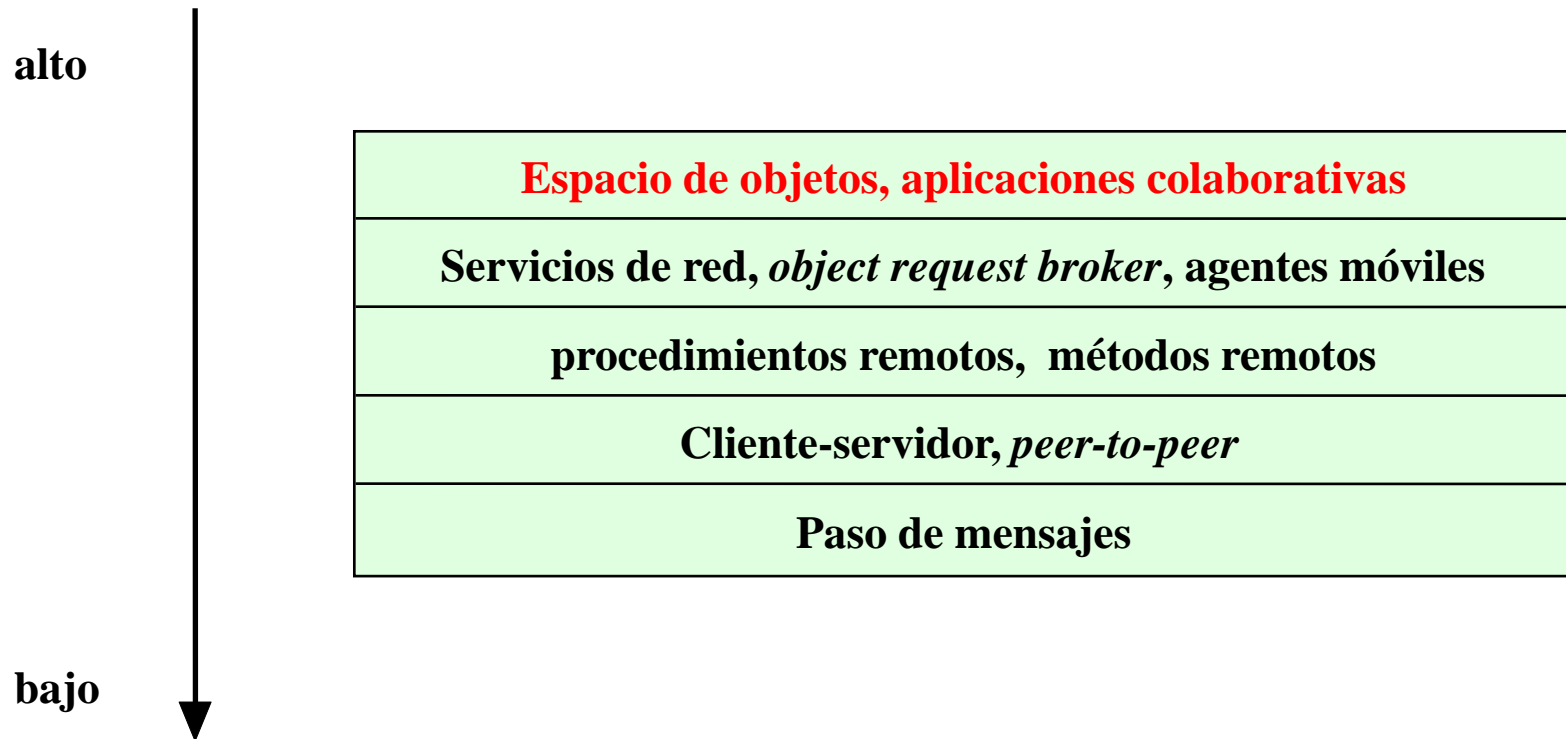 alto
Espacio de objetos, aplicaciones colaborativas
Servicios de red, object request broker, agentes móviles
procedimientos remotos, métodos remotos
Cliente-servidor, peer-to-peer
Paso de mensajes
bajo